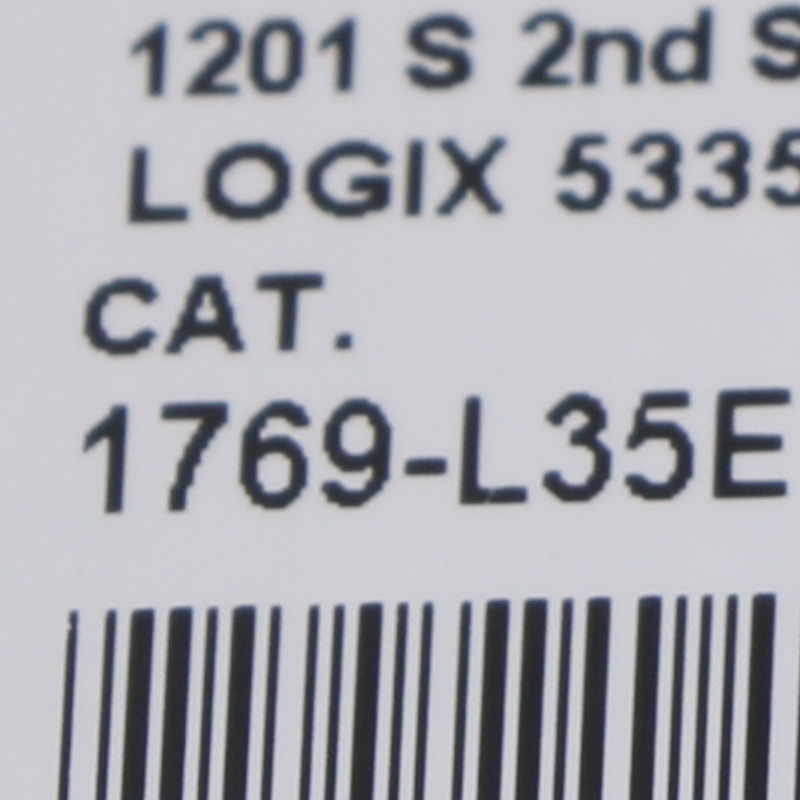 1201 S 2nd S
LOGIX 5335
CAT.
1769-L35E